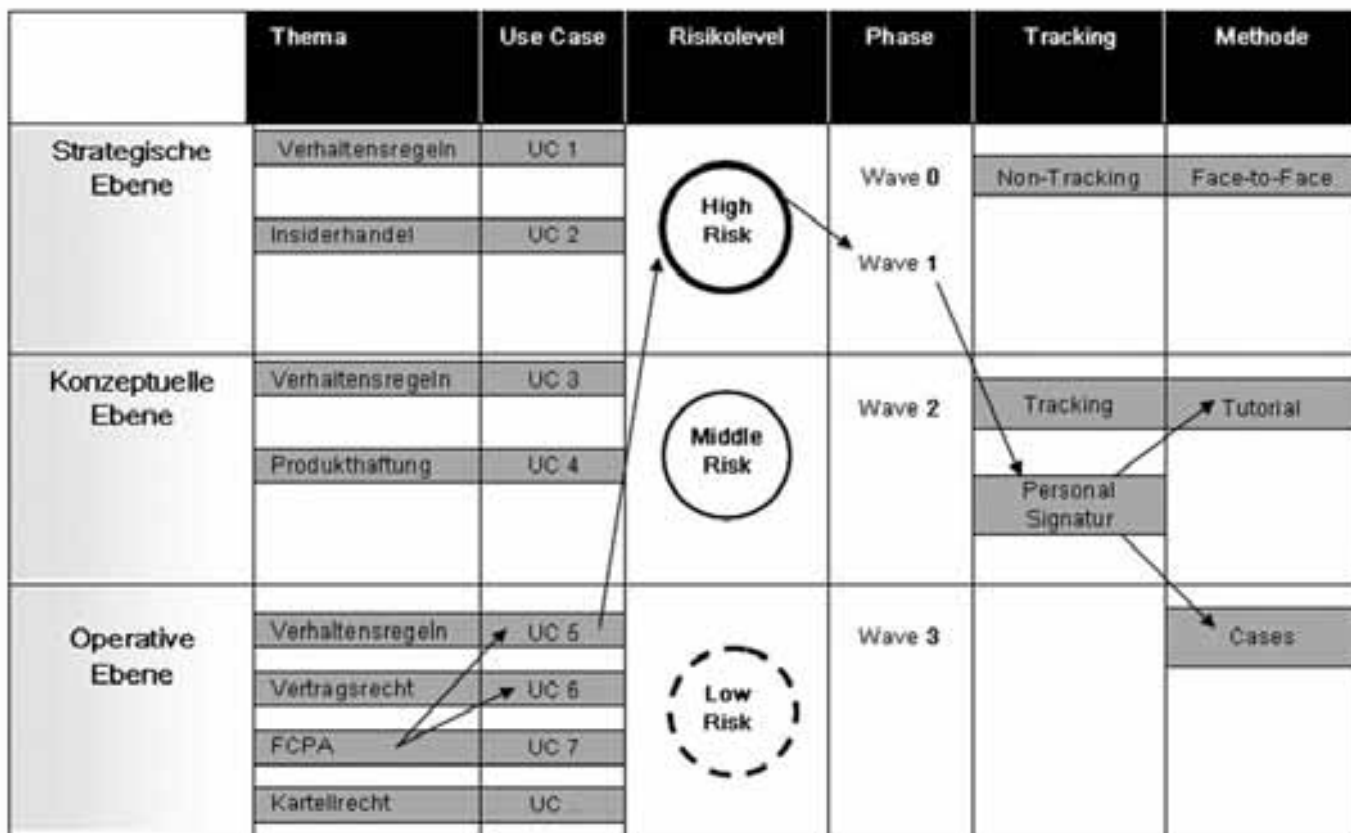 Thema
Use Case
Risikolevel
Phase
Tracking
Methode
Strategische
Ebene
Verhaltensregeln
UC 1
Insiderhandel
UC 2
High
Risk
Wave 0
Wave 1
Non-Tracking
Face-to-Face
Konzeptuelle
Ebene
Verhaltensregeln
UC 3
Produkthaftung
UC 4
Middle
Risk
Wave 2
Tracking
Personal
Signatur
Tutorial
Operative
Ebene
Verhaltensregeln
UC 5
Vertragsrecht
UC 6
FCPA
UC 7
Kartellrecht
UC ...
Low
Risk
Wave 3
Cases